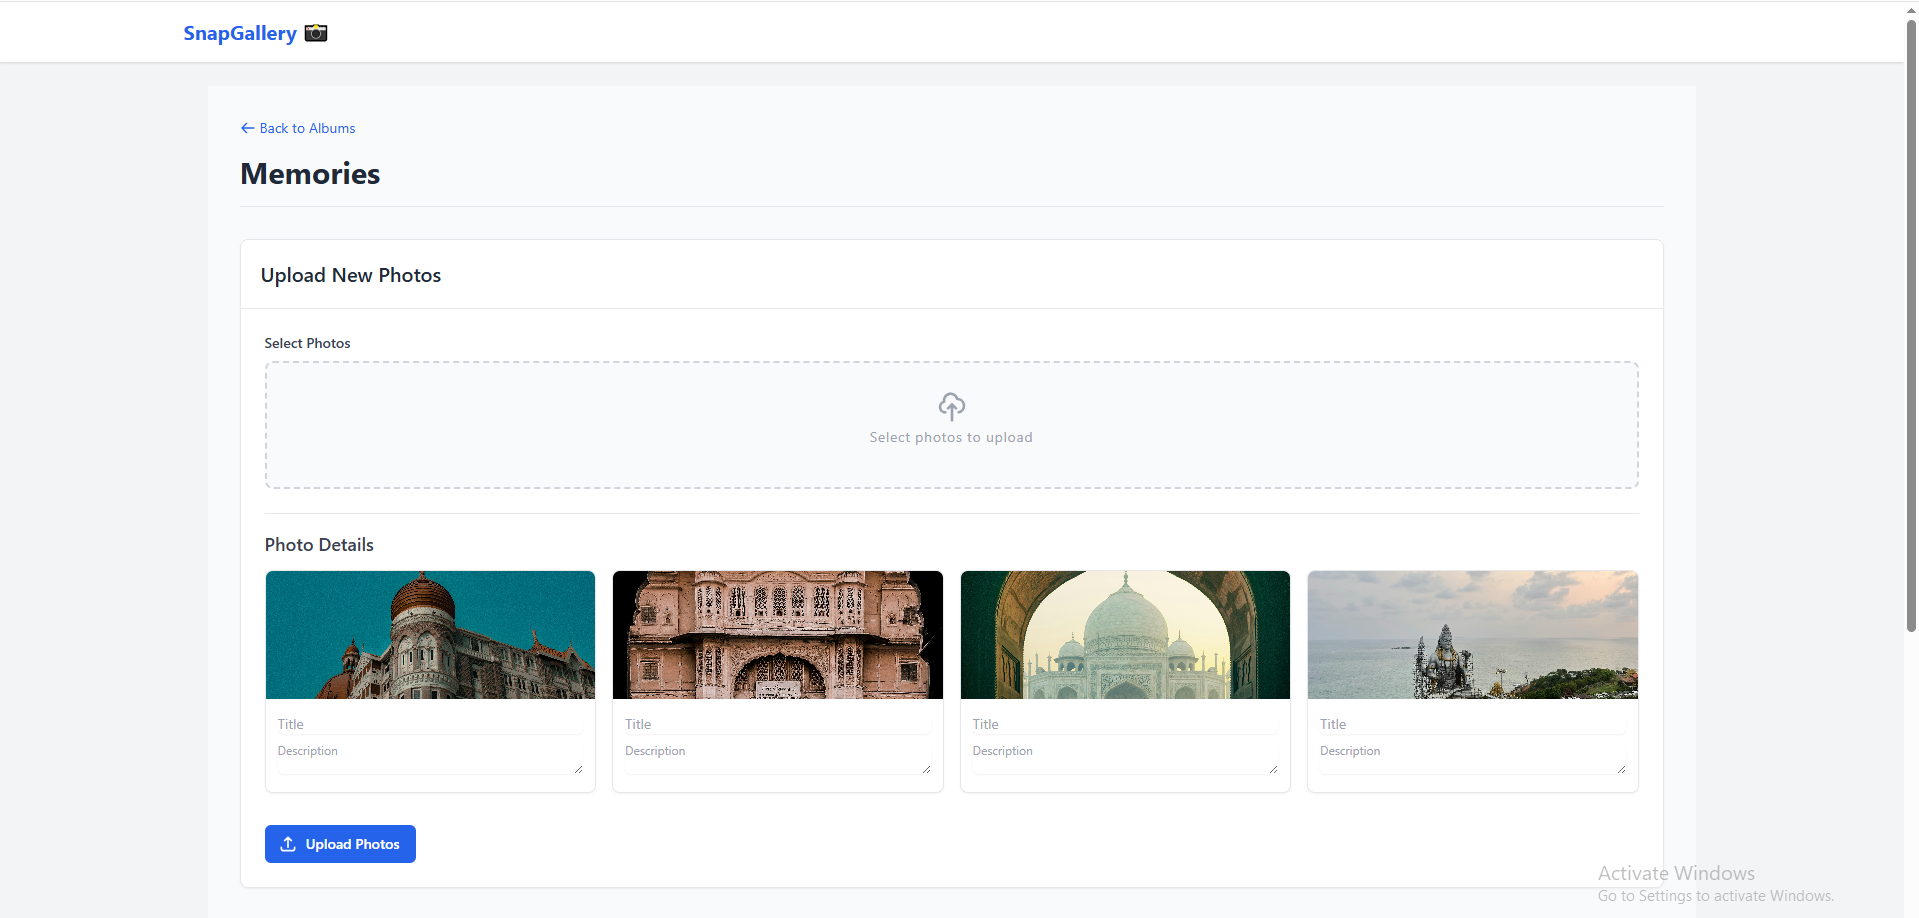 SnapGallery
Back to Albums
Memories
Upload New Photos
Select Photos
Select photos to upload
Photo Details
Title
Description
Title
Description
Title
Description
Title
Description
Upload Photos
Activate Windows
Go to Settings to activate Windows.